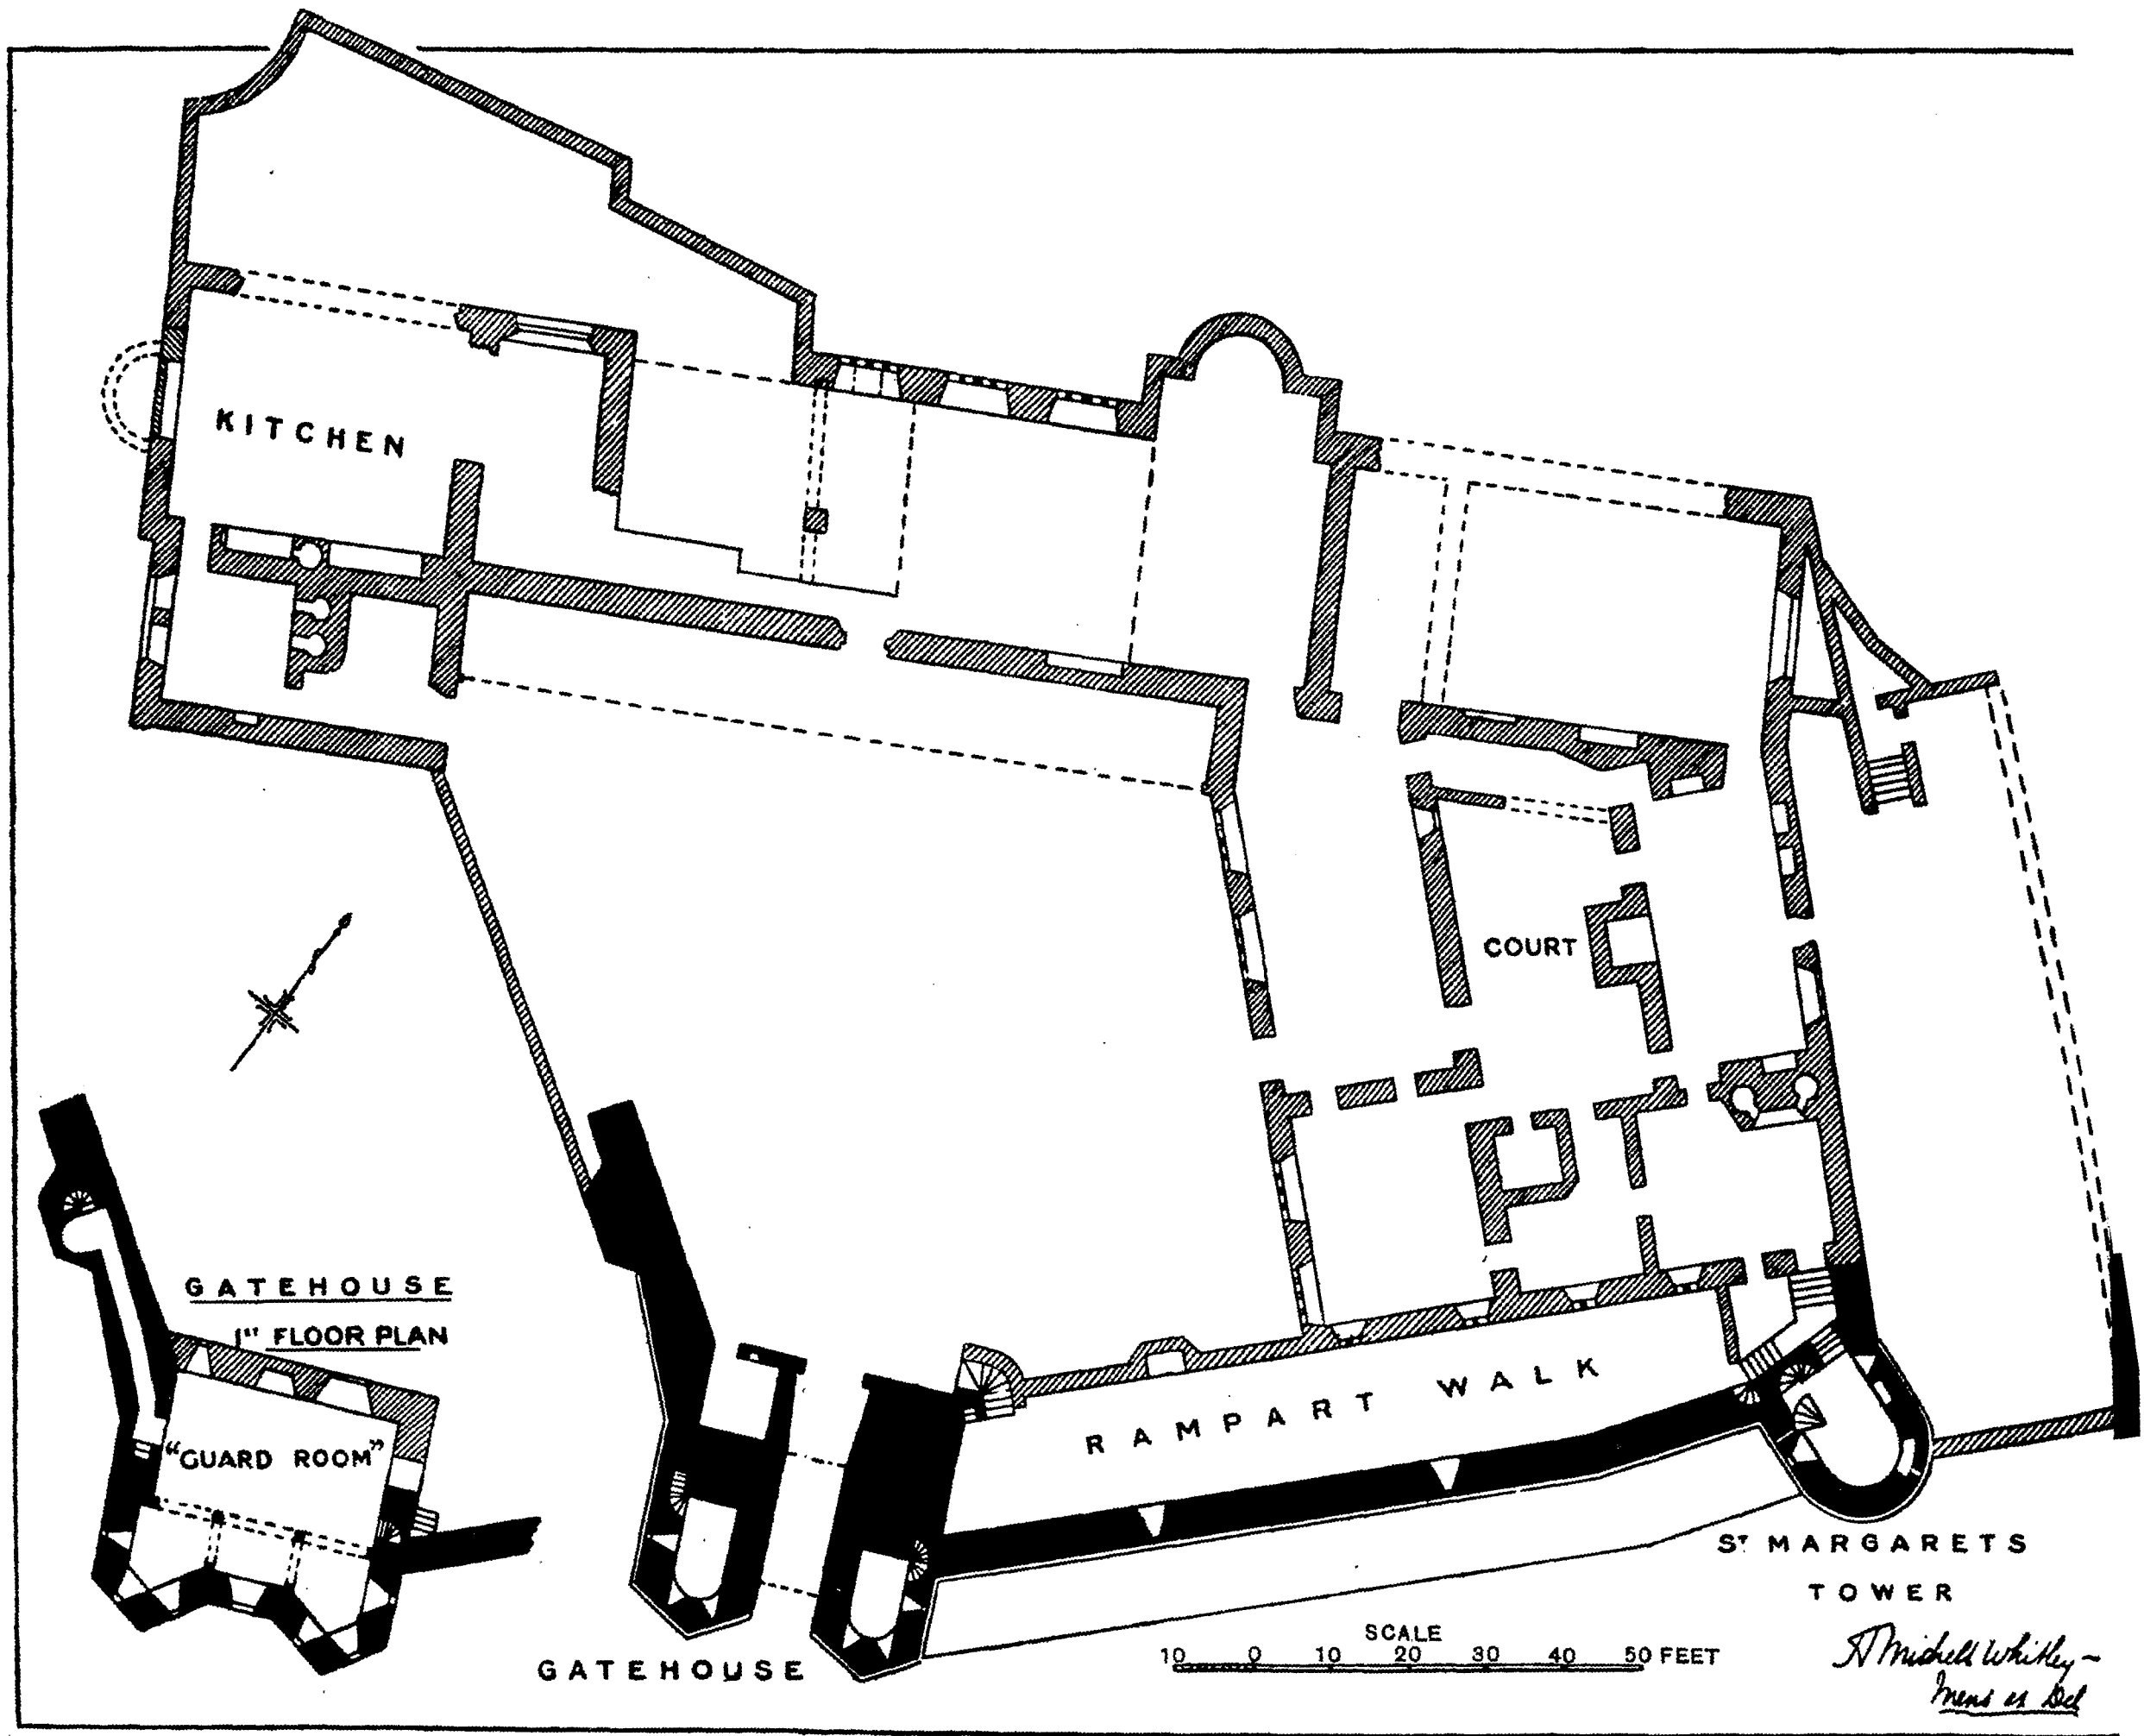 KITCHEN
COURT
GATEHOUSE
1ST FLOOR PLAN
"GUARD ROOM"
RAMPART WALK
ST MARGARETS
TOWER
GATEHOUSE
SCALE
10 0 10 20 30 40 50 FEET
H Michell Whitley ~
Mens et Del